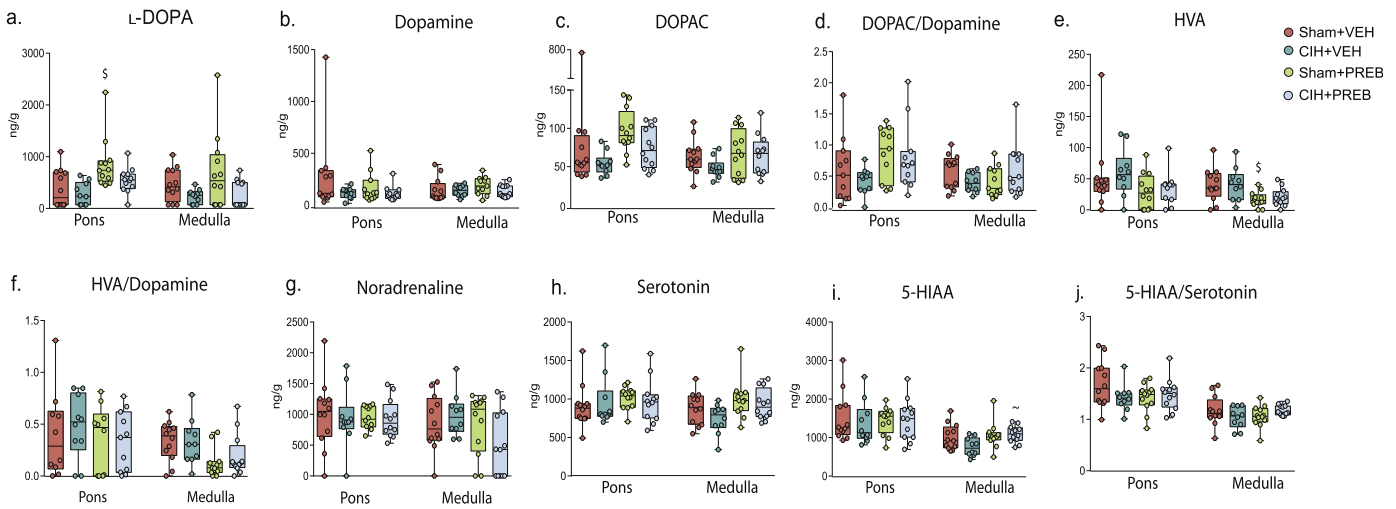 a. ʟ-DOPA
ng/g
3000
2000
1000
0
$
Pons Medulla
b. Dopamine
ng/g
1500
1000
500
0
Pons Medulla
c. DOPAC
ng/g
800
100
50
0
Pons Medulla
d. DOPAC/Dopamine
2.5
2.0
1.5
1.0
0.5
0.0
Pons Medulla
e. HVA
ng/g
250
200
150
100
50
0
$
Pons Medulla
Sham+VEH
CIH+VEH
Sham+PREB
CIH+PREB
f. HVA/Dopamine
1.5
1.0
0.5
0.0
Pons Medulla
g. Noradrenaline
ng/g
2500
2000
1500
1000
500
0
Pons Medulla
h. Serotonin
ng/g
2000
1500
1000
500
0
Pons Medulla
i. 5-HIAA
ng/g
4000
3000
2000
1000
0
~
Pons Medulla
j. 5-HIAA/Serotonin
3
2
1
0
Pons Medulla